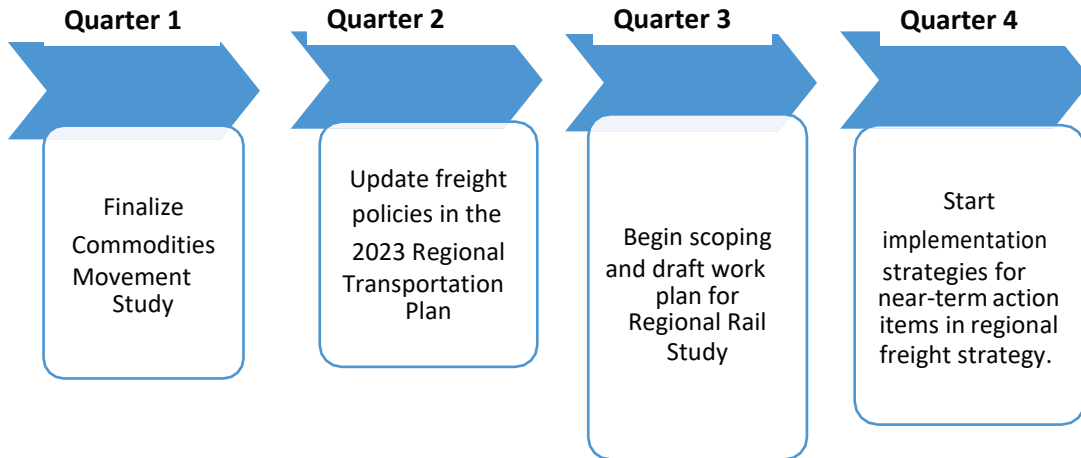 Quarter 1
Quarter 2
Quarter 3
Quarter 4
Finalize
Commodities
Movement
Study
Update freight
policies in the
2023 Regional
Transportation
Plan
Begin scoping
and draft work
plan for
Regional Rail
Study
Start
implementation
strategies for
near-term action
items in regional
freight strategy.